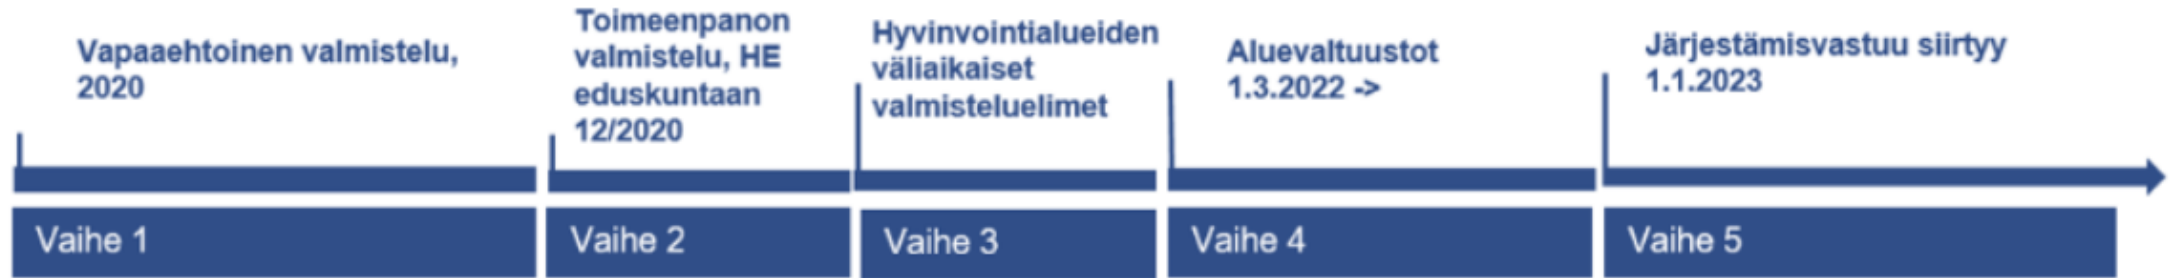 Vapaaehtoinen valmistelu,
2020
Toimeenpanon
valmistelu, HE
eduskuntaan
12/2020
Hyvinvointialueiden
väliaikaiset
valmisteluelimet
Aluevaltuustot
1.3.2022 ->
Järjestämisvastuu siirtyy
1.1.2023
Vaihe 1
Vaihe 2
Vaihe 3
Vaihe 4
Vaihe 5